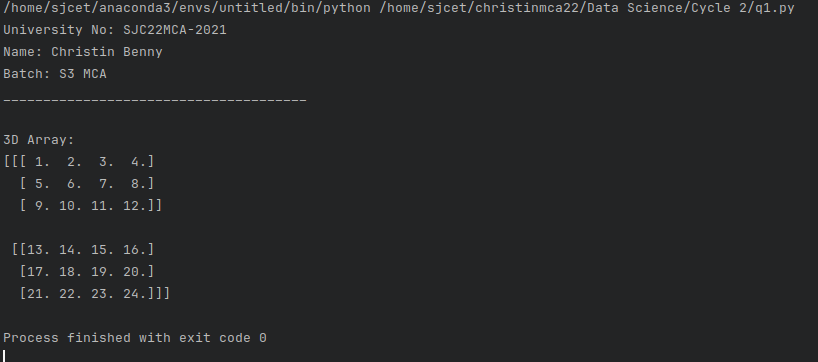 /home/sjcet/anaconda3/envs/untitled/bin/python /home/sjcet/christinmca22/Data Science/Cycle 2/q1.py
University No: SJC22MCA-2021
Name: Christin Benny
Batch: S3 MCA
--------------------------------------
3D Array:
[[[ 1.  2.  3.  4.]
  [ 5.  6.  7.  8.]
  [ 9. 10. 11. 12.]]
 [[13. 14. 15. 16.]
  [17. 18. 19. 20.]
  [21. 22. 23. 24.]]]
Process finished with exit code 0